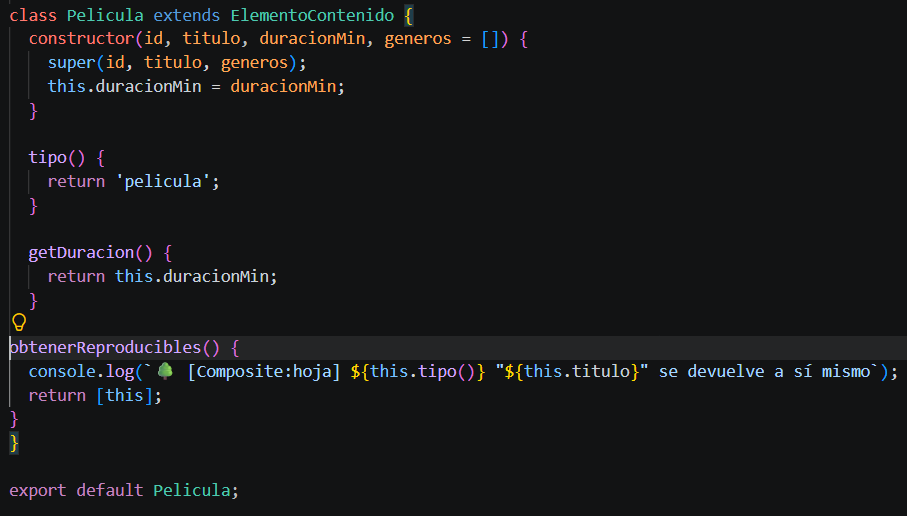 class Pelicula extends ElementoContenido {
  constructor(id, titulo, duracionMin, generos = []) {
    super(id, titulo, generos);
    this.duracionMin = duracionMin;
  }

  tipo() {
    return 'pelicula';
  }

  getDuracion() {
    return this.duracionMin;
  }

obtenerReproducibles() {
  console.log(`🌳 [Composite:hoja] ${this.tipo()} "${this.titulo}" se devuelve a sí mismo`);
  return [this];
}
}

export default Pelicula;